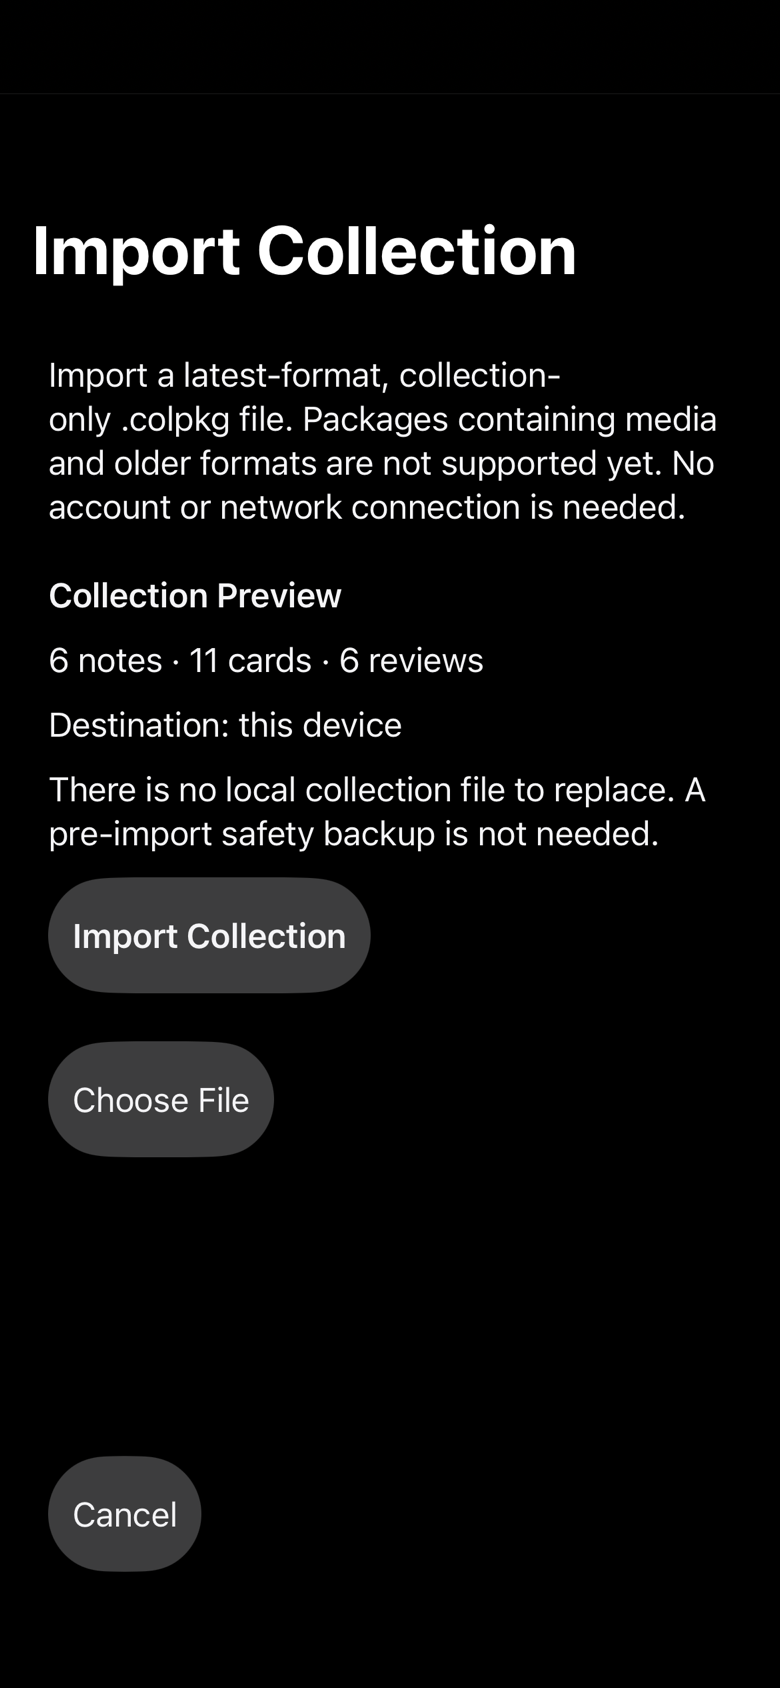 Import Collection
Import a latest-format, collection-
only .colpkg file. Packages containing media
and older formats are not supported yet. No
account or network connection is needed.
Collection Preview
6 notes · 11 cards · 6 reviews
Destination: this device
There is no local collection file to replace. A
pre-import safety backup is not needed.
Import Collection
Choose File
Cancel